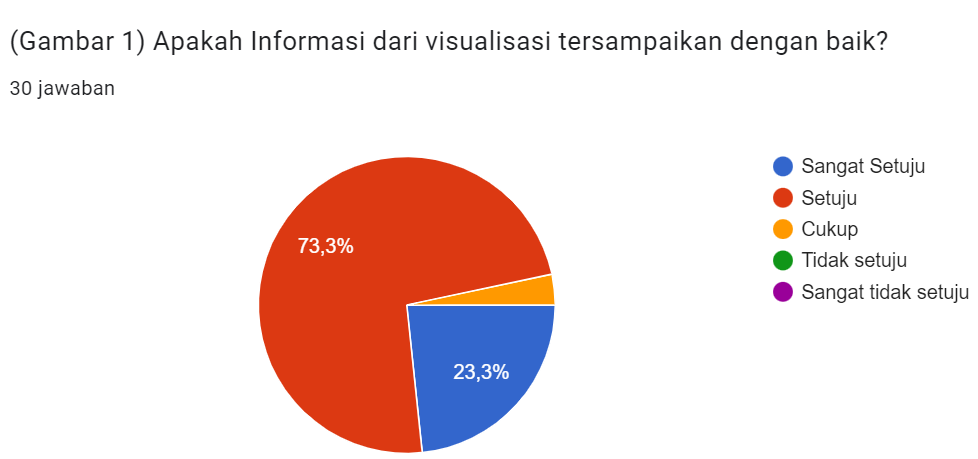 (Gambar 1) Apakah Informasi dari visualisasi tersampaikan dengan baik?
30 jawaban
73,3%
23,3%
Sangat Setuju
Setuju
Cukup
Tidak setuju
Sangat tidak setuju